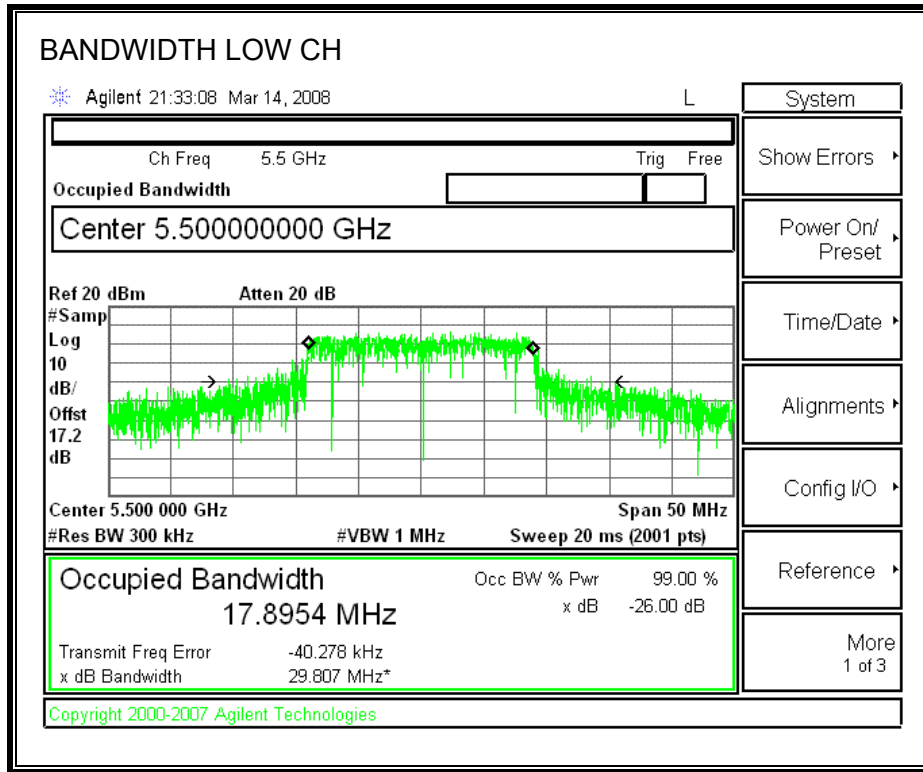 BANDWIDTH LOW CH
Agilent 21:33:08 Mar 14, 2008 L
System
Ch Freq 5.5 GHz Trig Free
Occupied Bandwidth
Center 5.500000000 GHz
Ref 20 dBm Atten 20 dB
#Samp
Log
10
dB/
Offst
17.2
dB
Center 5.500 000 GHz Span 50 MHz
#Res BW 300 kHz #VBW 1 MHz Sweep 20 ms (2001 pts)
Occupied Bandwidth Occ BW % Pwr 99.00 %
17.8954 MHz x dB -26.00 dB
Transmit Freq Error -40.278 kHz
x dB Bandwidth 29.807 MHz*
Copyright 2000-2007 Agilent Technologies
Show Errors
Power On/
Preset
Time/Date
Alignments
Config I/O
Reference
More
1 of 3